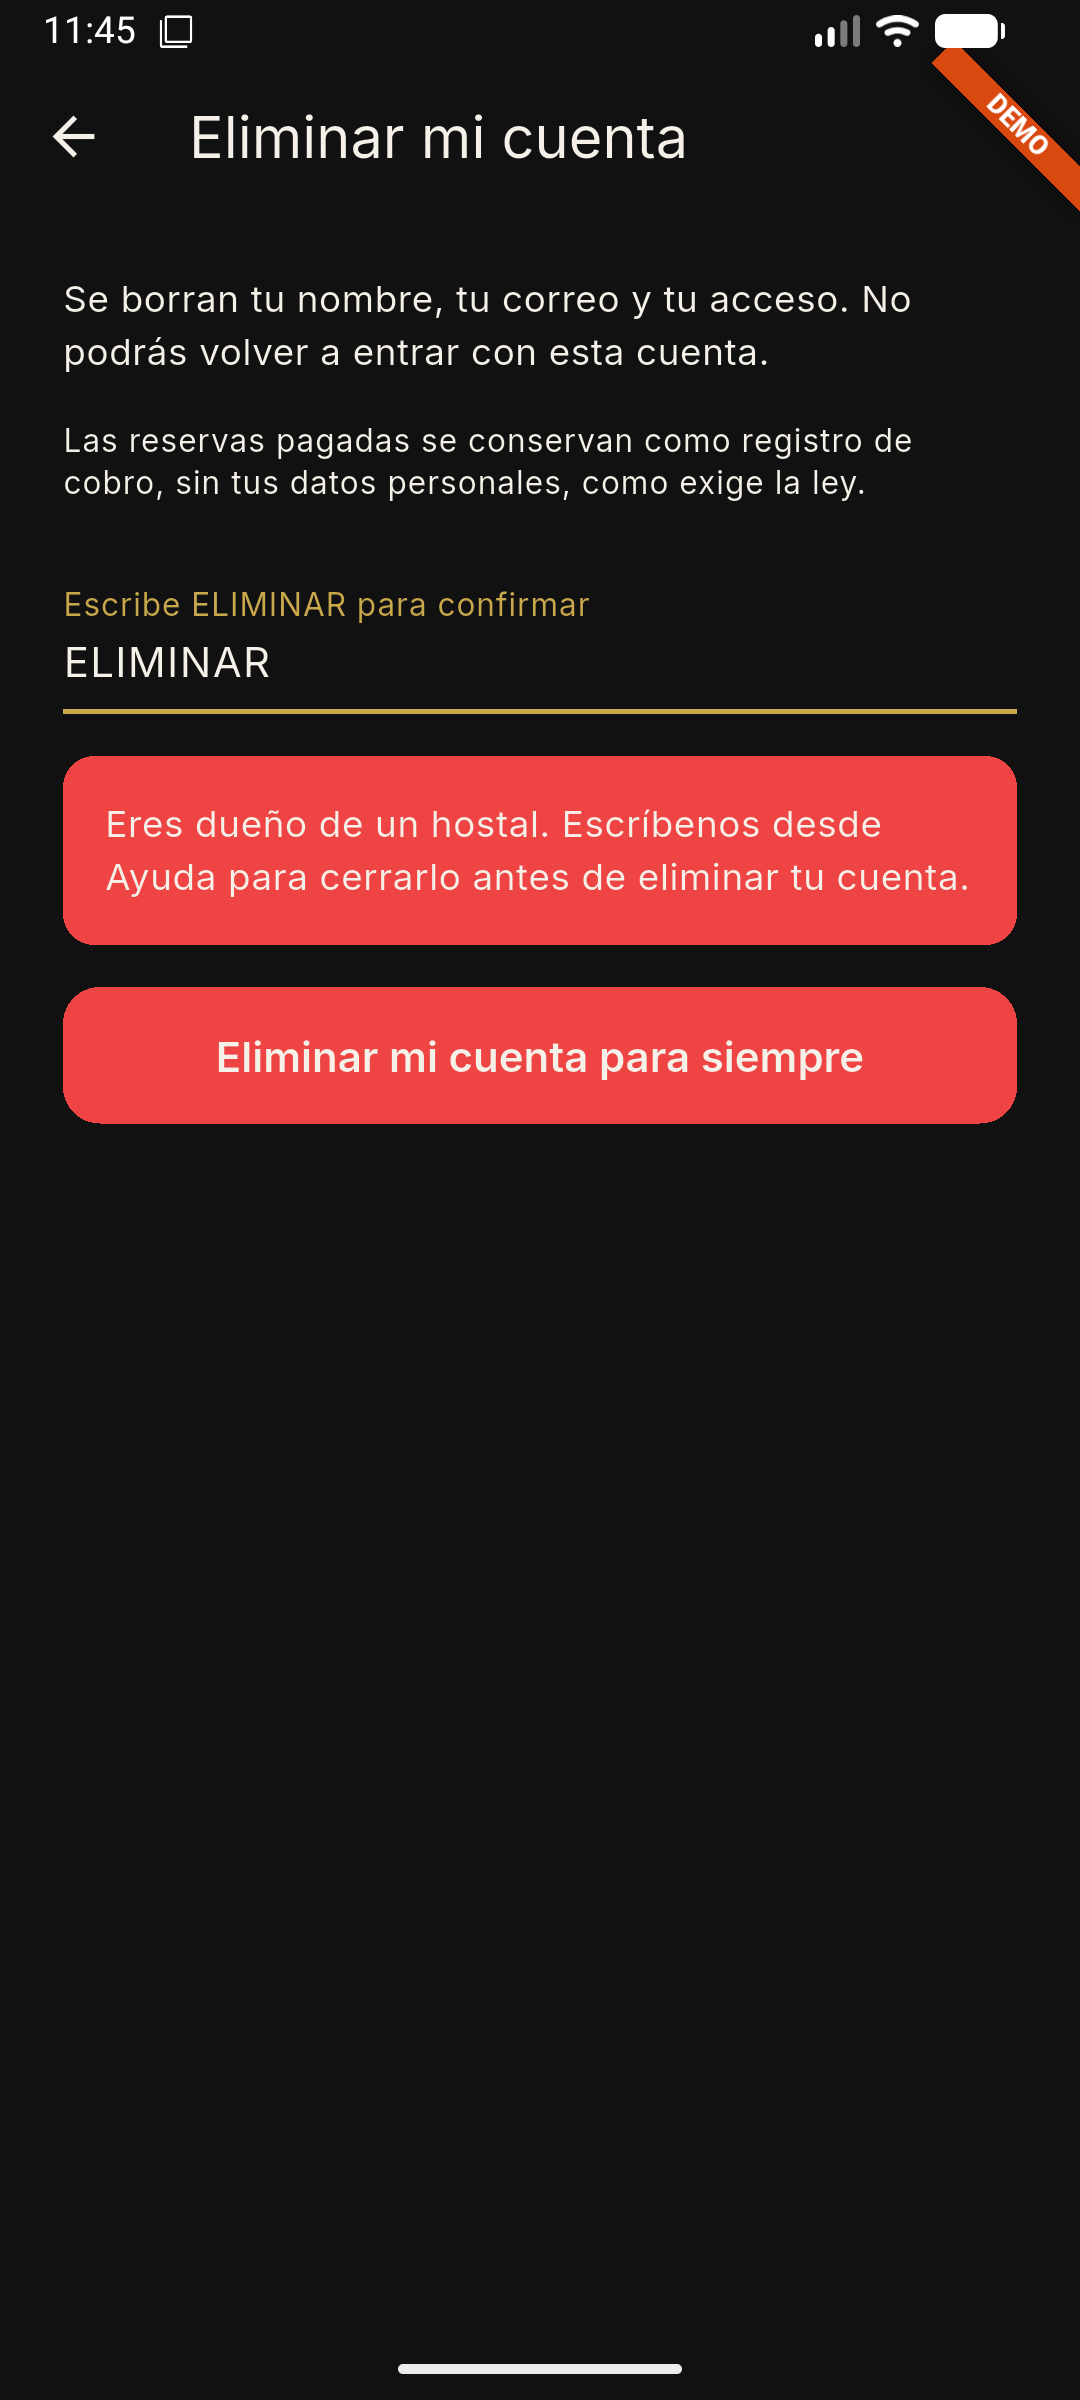 11:45
DEMO
Eliminar mi cuenta
Se borran tu nombre, tu correo y tu acceso. No
podrás volver a entrar con esta cuenta.
Las reservas pagadas se conservan como registro de
cobro, sin tus datos personales, como exige la ley.
Escribe ELIMINAR para confirmar
ELIMINAR
Eres dueño de un hostal. Escríbenos desde
Ayuda para cerrarlo antes de eliminar tu cuenta.
Eliminar mi cuenta para siempre